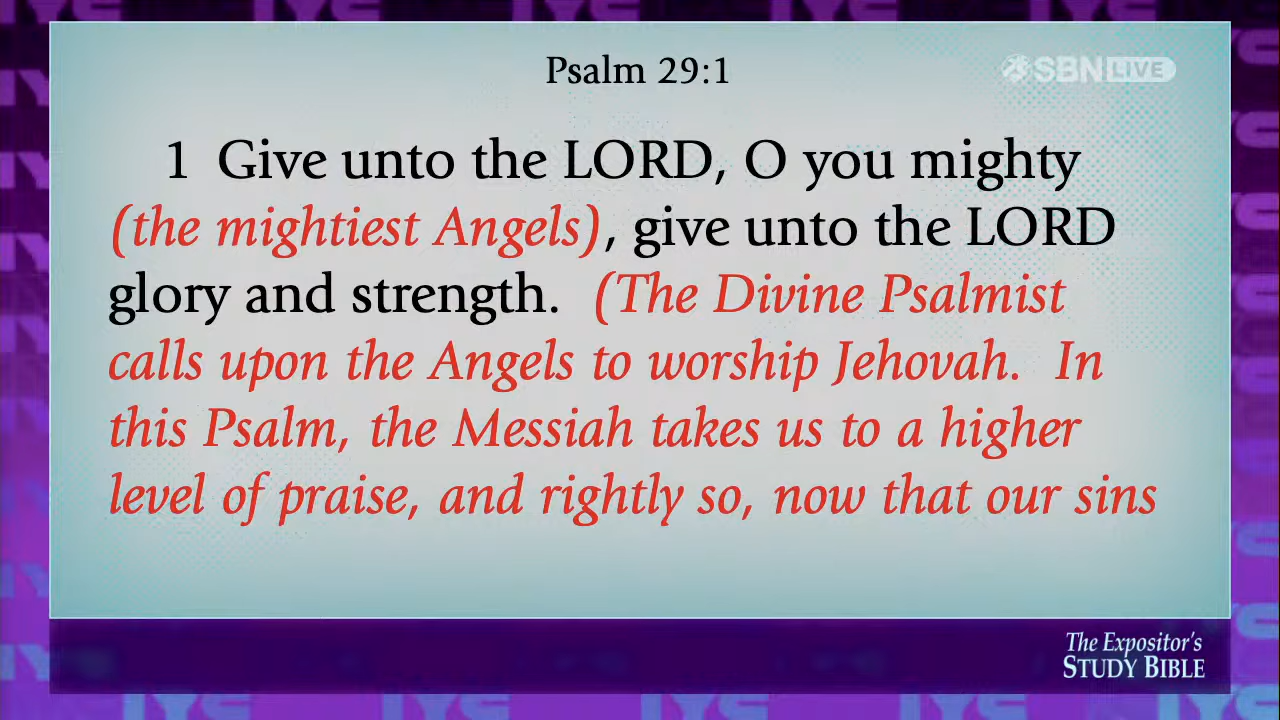 Psalm 29:1
SBN LIVE
1 Give unto the LORD, O you mighty
(the mightiest Angels), give unto the LORD
glory and strength. (The Divine Psalmist
calls upon the Angels to worship Jehovah. In
this Psalm, the Messiah takes us to a higher
level of praise, and rightly so, now that our sins
The Expositor's
STUDY BIBLE